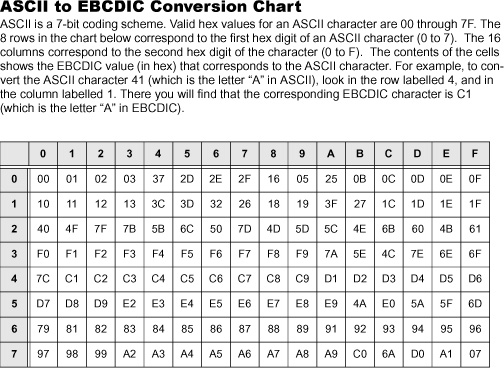 ASCII to EBCDIC Conversion Chart
ASCII is a 7-bit coding scheme. Valid hex values for an ASCII character are 00 through 7F. The
8 rows in the chart below correspond to the first hex digit of an ASCII character (0 to 7). The 16
columns correspond to the second hex digit of the character (0 to F). The contents of the cells
shows the EBCDIC value (in hex) that corresponds to the ASCII character. For example, to con-
vert the ASCII character 41 (which is the letter “A” in ASCII), look in the row labelled 4, and in
the column labelled 1. There you will find that the corresponding EBCDIC character is C1
(which is the letter “A” in EBCDIC).
0 1 2 3 4 5 6 7 8 9 A B C D E F
0 00 01 02 03 37 2D 2E 2F 16 05 25 0B 0C 0D 0E 0F
1 10 11 12 13 3C 3D 32 26 18 19 3F 27 1C 1D 1E 1F
2 40 4F 7F 7B 5B 6C 50 7D 4D 5D 5C 4E 6B 60 4B 61
3 F0 F1 F2 F3 F4 F5 F6 F7 F8 F9 7A 5E 4C 7E 6E 6F
4 7C C1 C2 C3 C4 C5 C6 C7 C8 C9 D1 D2 D3 D4 D5 D6
5 D7 D8 D9 E2 E3 E4 E5 E6 E7 E8 E9 4A E0 5A 5F 6D
6 79 81 82 83 84 85 86 87 88 89 91 92 93 94 95 96
7 97 98 99 A2 A3 A4 A5 A6 A7 A8 A9 C0 6A D0 A1 07